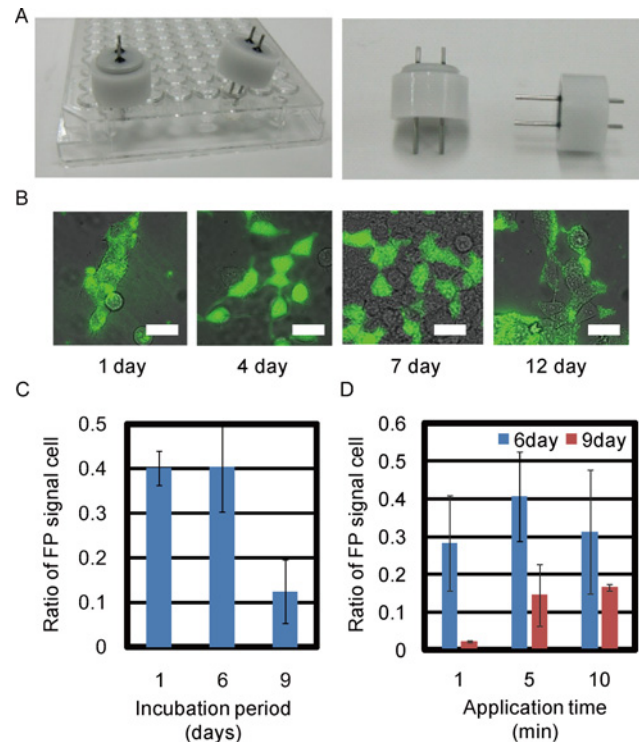 A
B
1 day
4 day
7 day
12 day
C
D
Ratio of FP signal cell
0.5
0.4
0.3
0.2
0.1
0
1
6
9
Incubation period
(days)
Ratio of FP signal cell
0.6
0.5
0.4
0.3
0.2
0.1
0
6day
9day
1
5
10
Application time
(min)